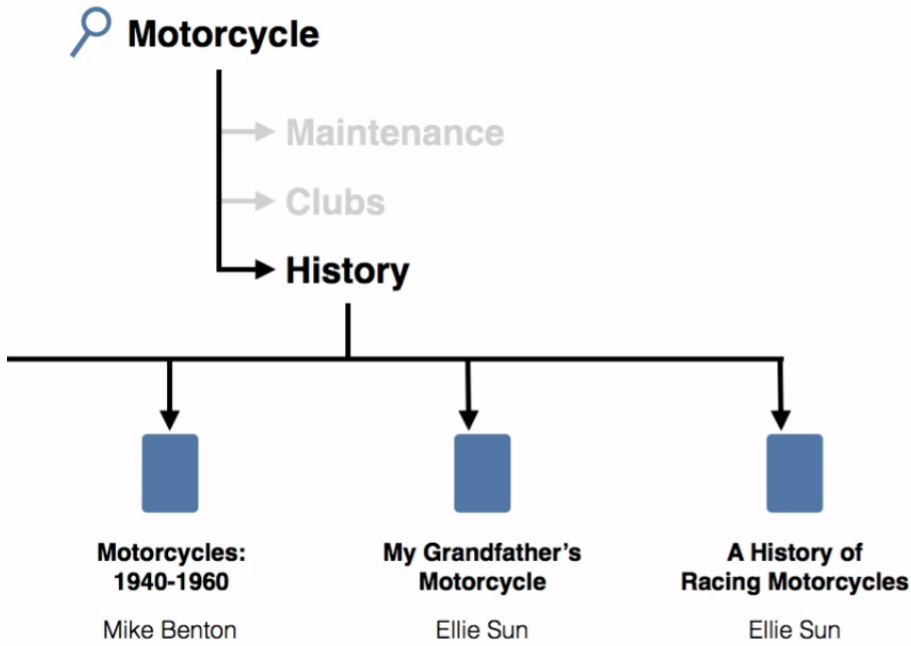 Motorcycle
Maintenance
Clubs
History
Motorcycles:
1940-1960
Mike Benton
My Grandfather's
Motorcycle
Ellie Sun
A History of
Racing Motorcycles
Ellie Sun